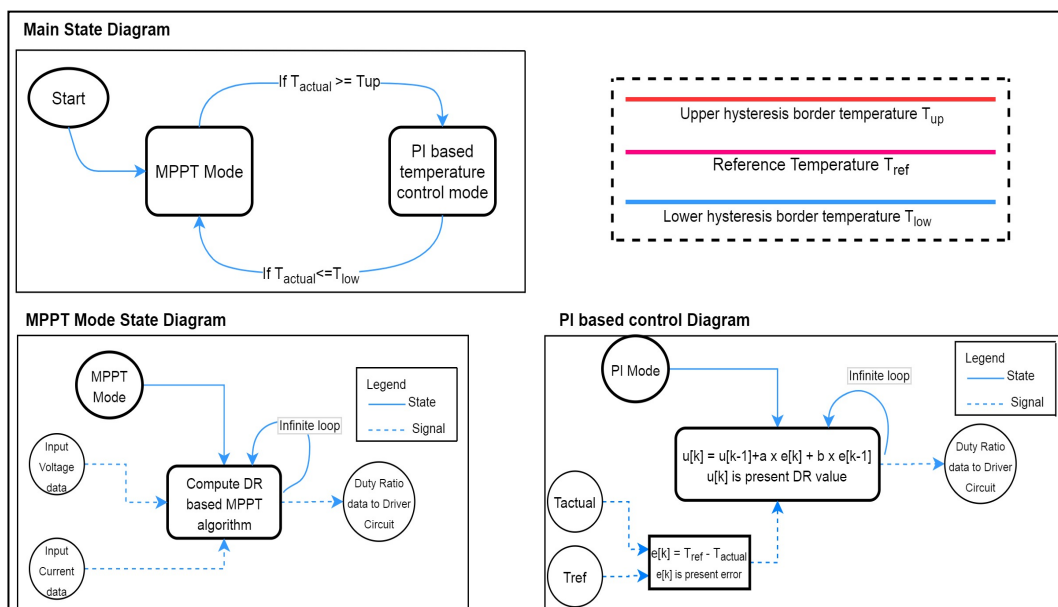 Main State Diagram
Start
If Tactual >= Tup
MPPT Mode
PI based
temperature
control mode
If Tactual<=Tlow
Upper hysteresis border temperature Tup
Reference Temperature Tref
Lower hysteresis border temperature Tlow
MPPT Mode State Diagram
MPPT
Mode
Legend
State
Signal
Infinite loop
Input
Voltage
data
Compute DR
based MPPT
algorithm
Duty Ratio
data to Driver
Circuit
Input
Current
data
PI based control Diagram
PI Mode
Legend
State
Signal
Infinite loop
u[k] = u[k-1]+a x e[k] + b x e[k-1]
u[k] is present DR value
Duty Ratio
data to Driver
Circuit
Tactual
Tref
e[k] = Tref - Tactual
e[k] is present error